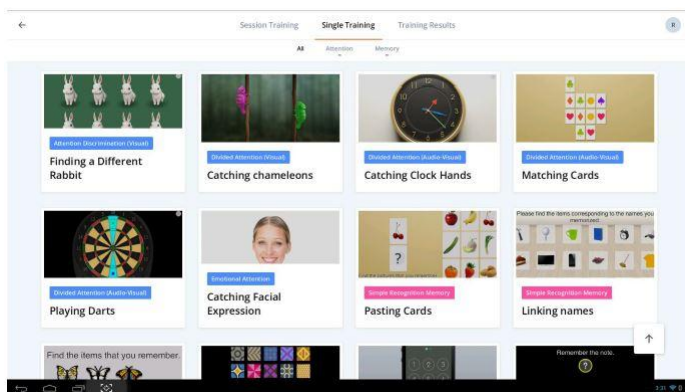 Session Training Single Training Training Results R
All Attention Memory
Attention Discrimination (Visual)
Finding a Different
Rabbit
Divided Attention (Visual)
Catching chameleons
Divided Attention (Audio-Visual)
Catching Clock Hands
Divided Attention (Audio-Visual)
Matching Cards
Divided Attention (Audio-Visual)
Playing Darts
Emotional Attention
Catching Facial
Expression
?
Simple Recognition Memory
Pasting Cards
Please find the items corresponding to the names you
memorized
Simple Recognition Memory
Linking names
Find the items that you remember.
Remember the note.
?
3:31